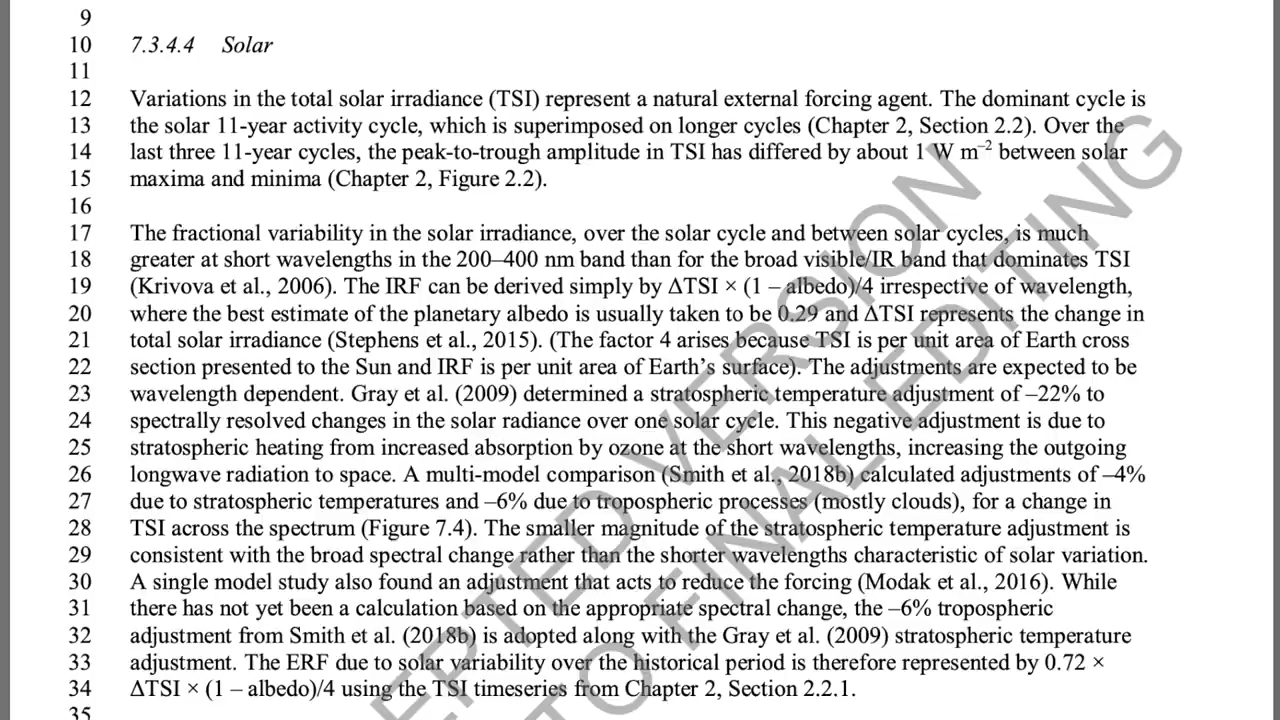 9
10 7.3.4.4 Solar
11
12 Variations in the total solar irradiance (TSI) represent a natural external forcing agent. The dominant cycle is
13 the solar 11-year activity cycle, which is superimposed on longer cycles (Chapter 2, Section 2.2). Over the
14 last three 11-year cycles, the peak-to-trough amplitude in TSI has differed by about 1 W m⁻² between solar
15 maxima and minima (Chapter 2, Figure 2.2).
16
17 The fractional variability in the solar irradiance, over the solar cycle and between solar cycles, is much
18 greater at short wavelengths in the 200–400 nm band than for the broad visible/IR band that dominates TSI
19 (Krivova et al., 2006). The IRF can be derived simply by ΔTSI × (1 – albedo)/4 irrespective of wavelength,
20 where the best estimate of the planetary albedo is usually taken to be 0.29 and ΔTSI represents the change in
21 total solar irradiance (Stephens et al., 2015). (The factor 4 arises because TSI is per unit area of Earth cross
22 section presented to the Sun and IRF is per unit area of Earth’s surface). The adjustments are expected to be
23 wavelength dependent. Gray et al. (2009) determined a stratospheric temperature adjustment of –22% to
24 spectrally resolved changes in the solar radiance over one solar cycle. This negative adjustment is due to
25 stratospheric heating from increased absorption by ozone at the short wavelengths, increasing the outgoing
26 longwave radiation to space. A multi-model comparison (Smith et al., 2018b) calculated adjustments of –4%
27 due to stratospheric temperatures and –6% due to tropospheric processes (mostly clouds), for a change in
28 TSI across the spectrum (Figure 7.4). The smaller magnitude of the stratospheric temperature adjustment is
29 consistent with the broad spectral change rather than the shorter wavelengths characteristic of solar variation.
30 A single model study also found an adjustment that acts to reduce the forcing (Modak et al., 2016). While
31 there has not yet been a calculation based on the appropriate spectral change, the –6% tropospheric
32 adjustment from Smith et al. (2018b) is adopted along with the Gray et al. (2009) stratospheric temperature
33 adjustment. The ERF due to solar variability over the historical period is therefore represented by 0.72 ×
34 ΔTSI × (1 – albedo)/4 using the TSI timeseries from Chapter 2, Section 2.2.1.
35
EPTED VERSION
TO FINAL EDITING